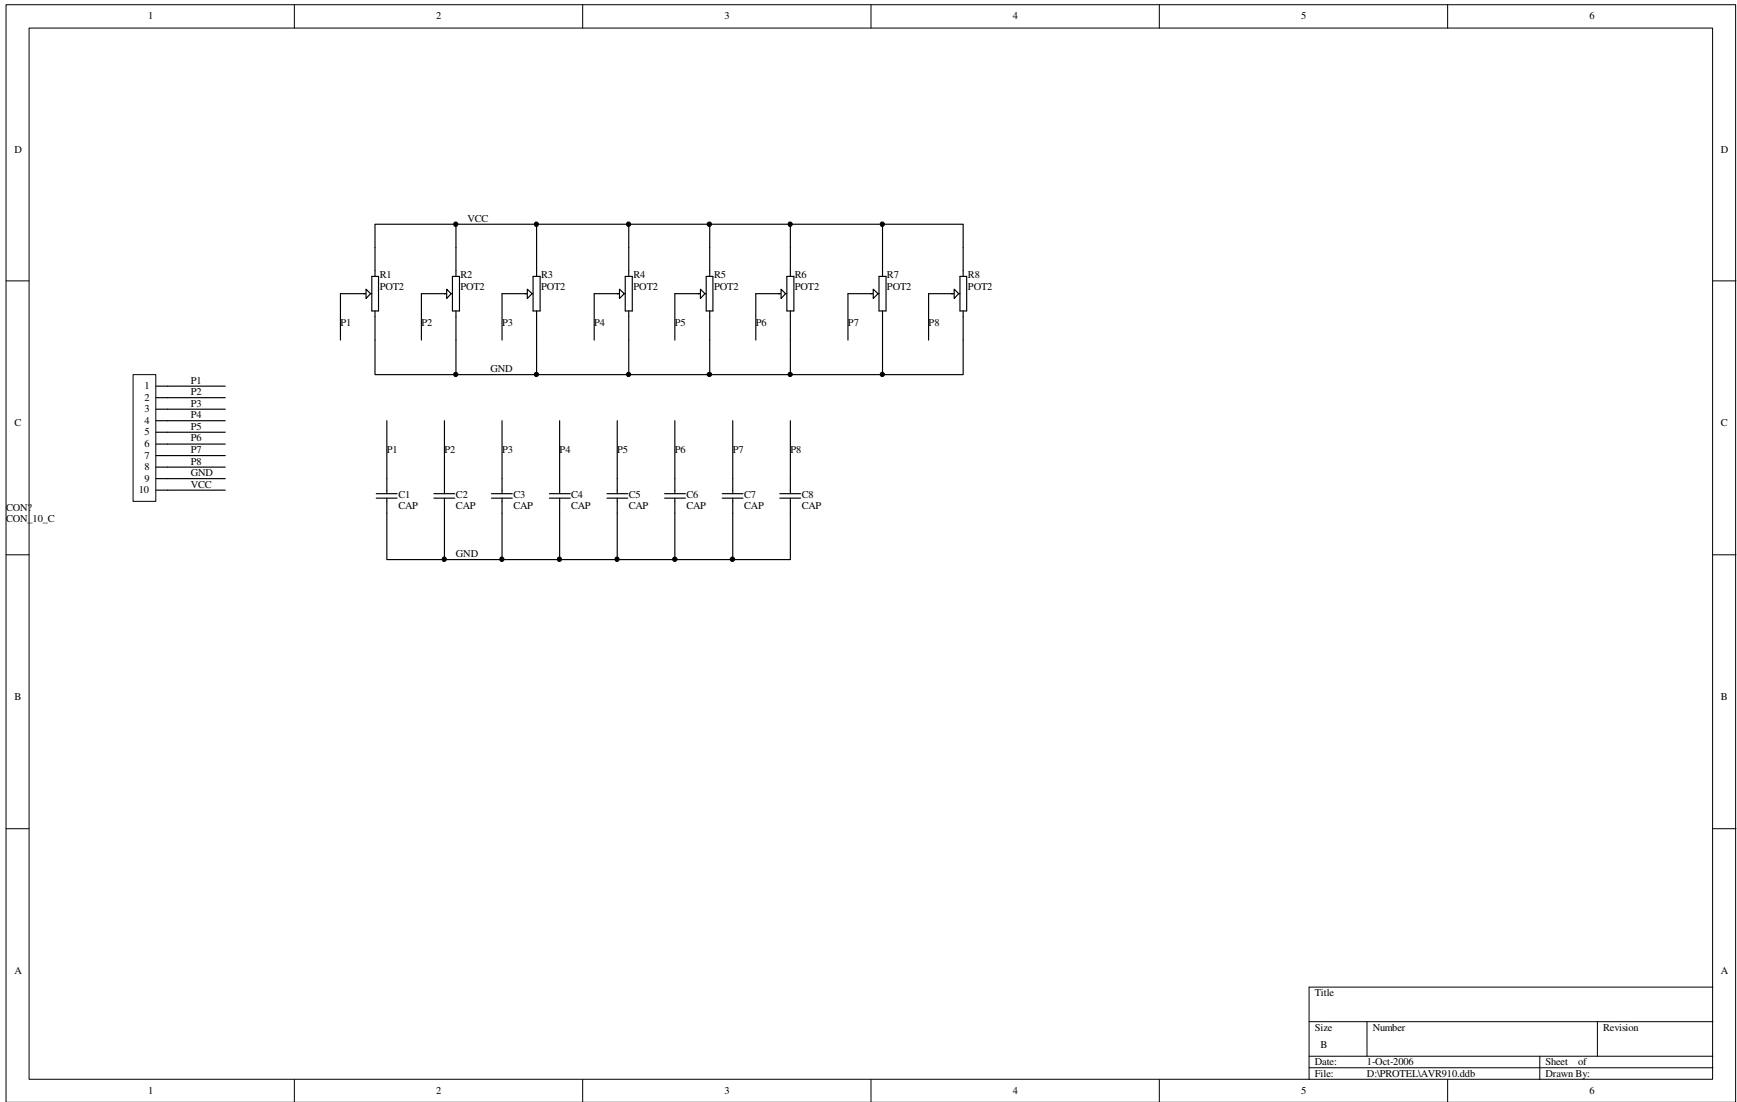 1 2 3 4 5 6
D D
VCC
R1 R2 R3 R4 R5 R6 R7 R8
POT2 POT2 POT2 POT2 POT2 POT2 POT2 POT2
P1 P2 P3 P4 P5 P6 P7 P8
GND
1 P1
2 P2
3 P3
4 P4
5 P5
6 P6
7 P7
8 P8
9 GND
10 VCC
CON?
CON_10_C
C C
P1 P2 P3 P4 P5 P6 P7 P8
C1 C2 C3 C4 C5 C6 C7 C8
CAP CAP CAP CAP CAP CAP CAP CAP
GND
B B
A A
Title
Size Number Revision
B
Date: 1-Oct-2006 Sheet of
File: D:\PROTEL\AVR910.ddb Drawn By:
1 2 3 4 5 6